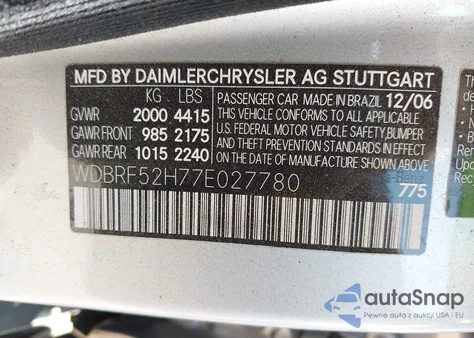 MFD BY DAIMLERCHRYSLER AG STUTTGART
KG LBS
GVWR 2000 4415
GAWR FRONT 985 2175
GAWR REAR 1015 2240
PASSENGER CAR MADE IN BRAZIL 12/06
THIS VEHICLE CONFORMS TO ALL APPLICABLE
U.S. FEDERAL MOTOR VEHICLE SAFETY, BUMPER
AND THEFT PREVENTION STANDARDS IN EFFECT
ON THE DATE OF MANUFACTURE SHOWN ABOVE.
WDBRF52H77E027780
775
autoSnap
Pewne auta z aukcji USA i EU